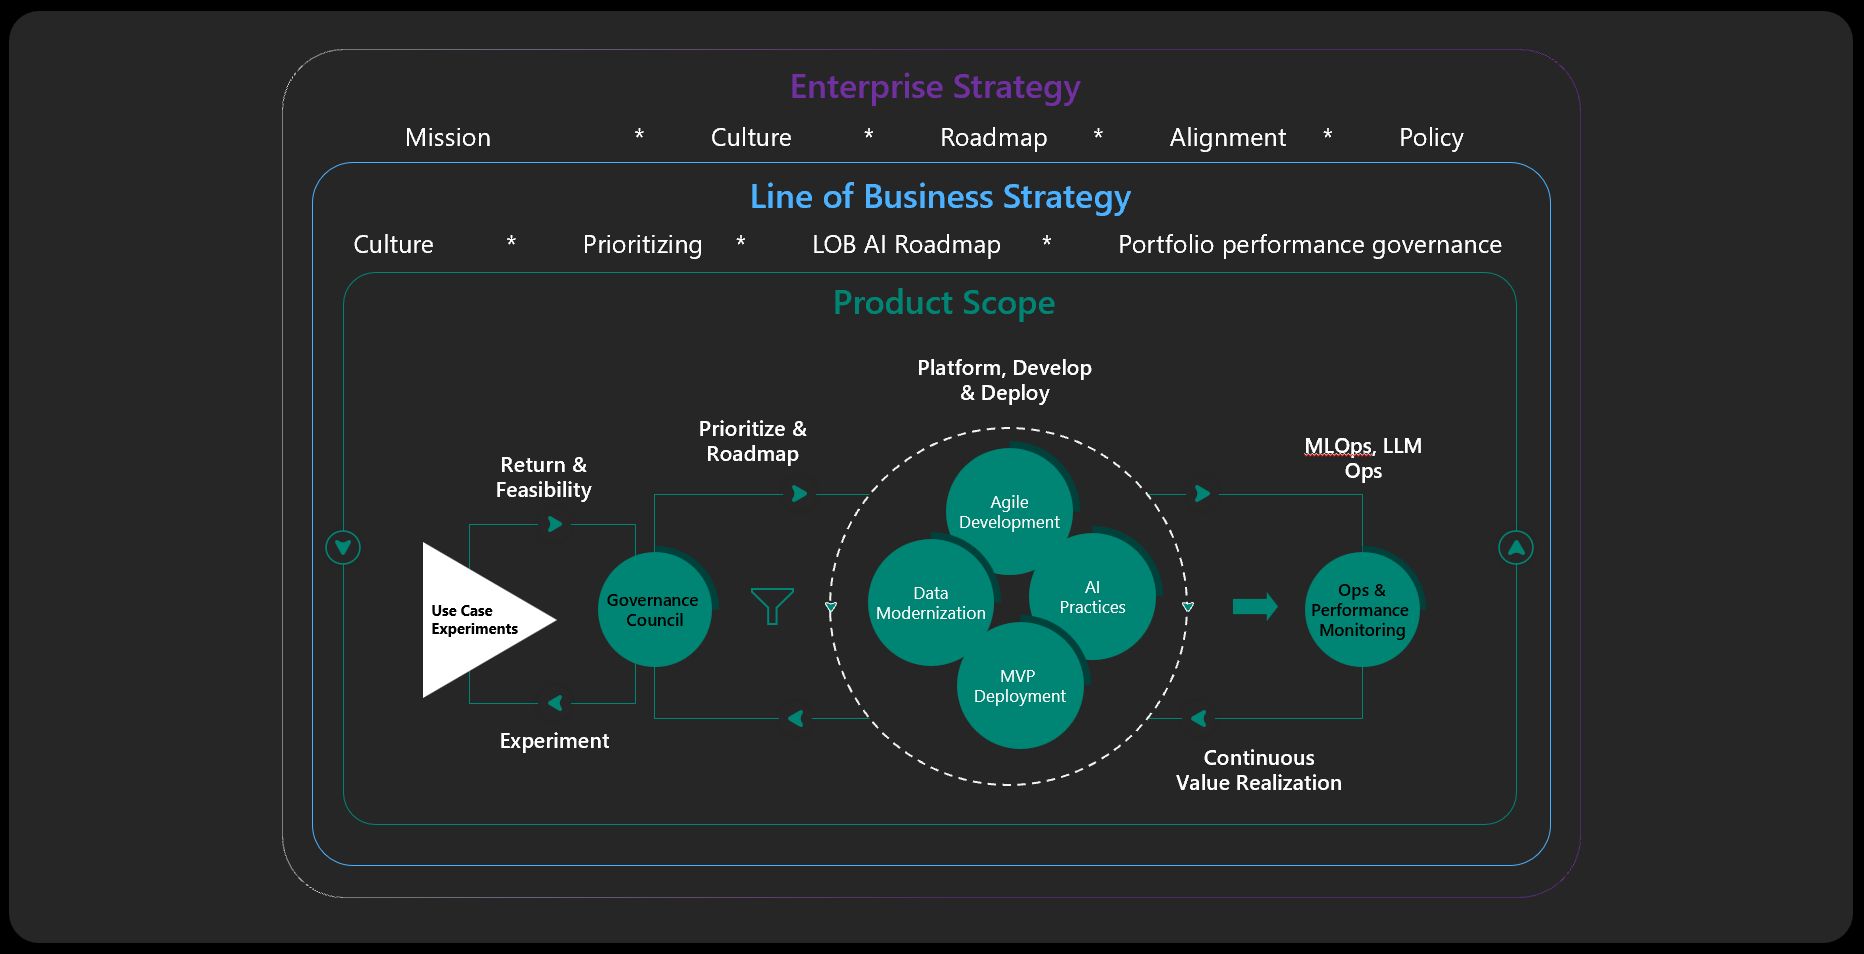 Enterprise Strategy
Mission * Culture * Roadmap * Alignment * Policy
Line of Business Strategy
Culture * Prioritizing * LOB AI Roadmap * Portfolio performance governance
Product Scope
Platform, Develop
& Deploy
Prioritize &
Roadmap
MLOps, LLM
Ops
Return &
Feasibility
Agile
Development
Use Case
Experiments
Governance
Council
Data
Modernization
AI
Practices
Ops &
Performance
Monitoring
MVP
Deployment
Experiment
Continuous
Value Realization